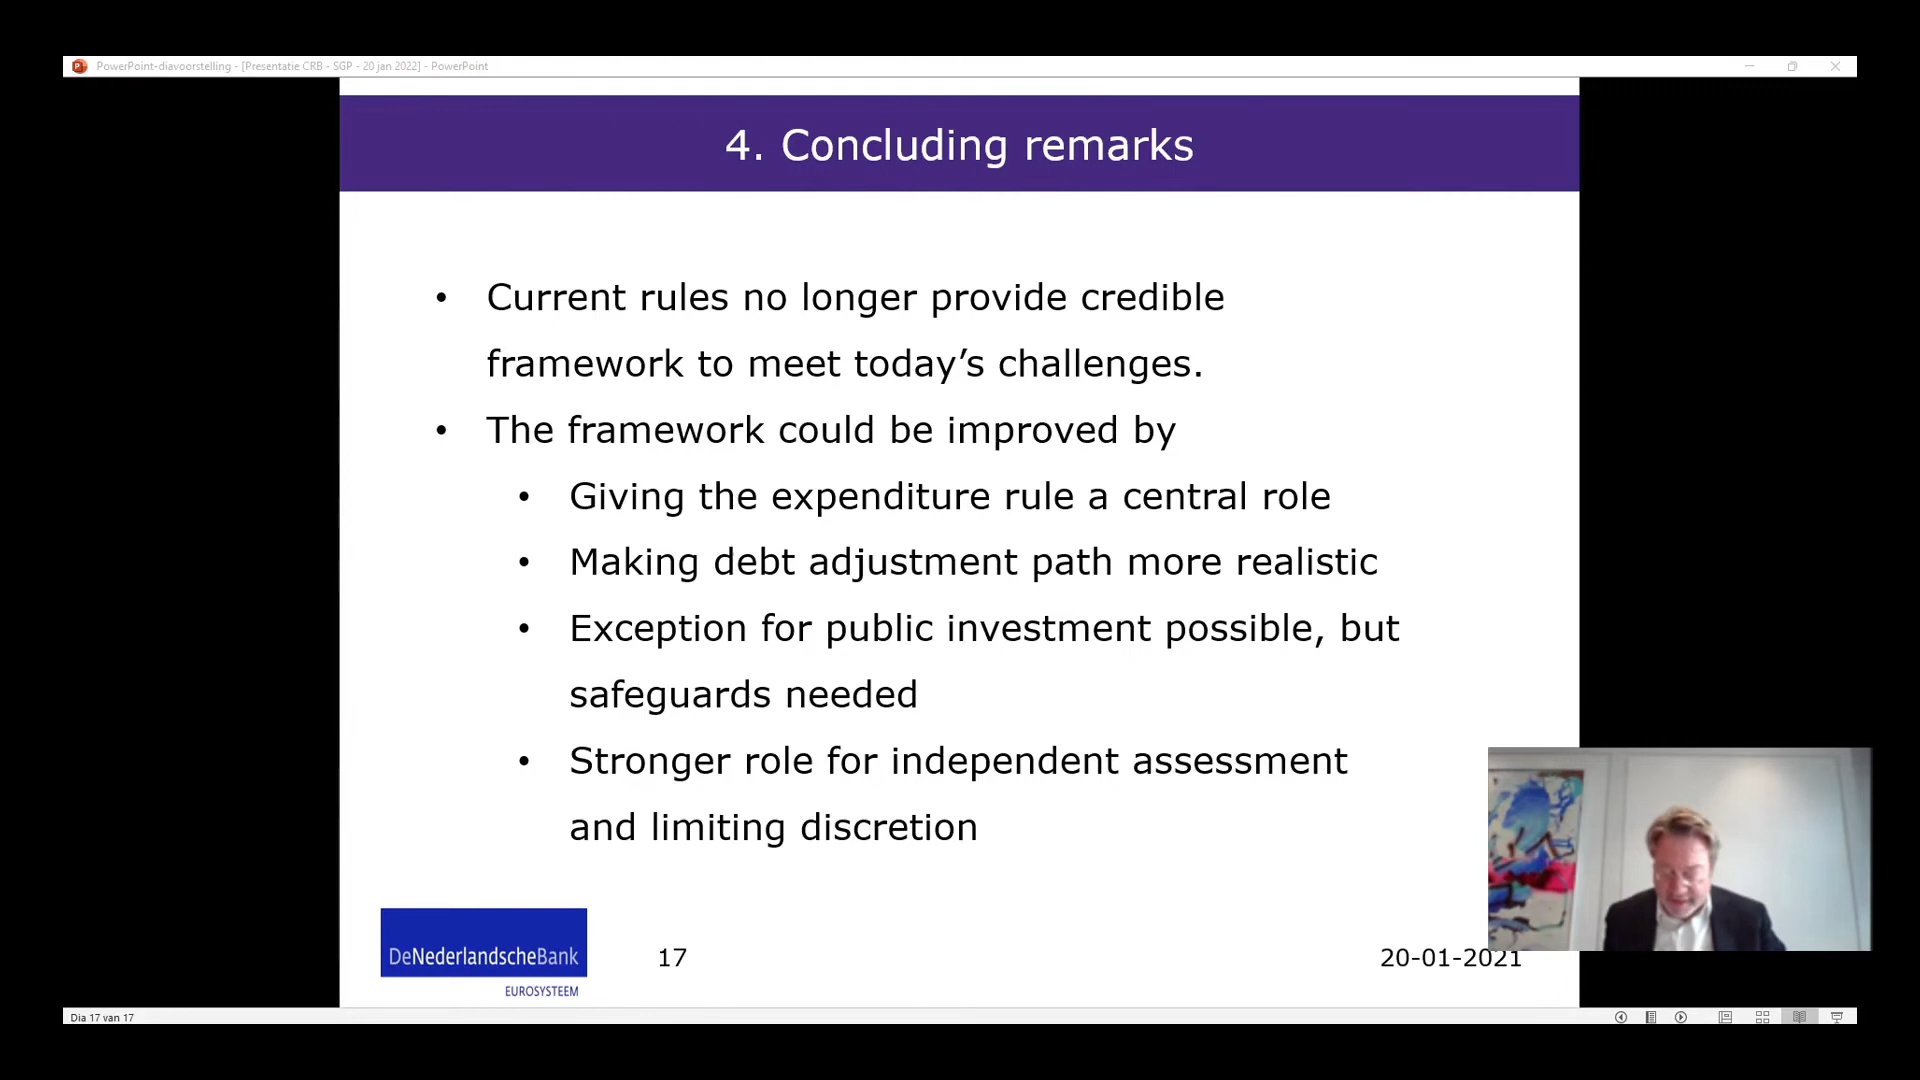 PowerPoint-diavoorstelling - [Presentatie CRB - SGP - 20 jan 2022] - PowerPoint
4. Concluding remarks
• Current rules no longer provide credible
framework to meet today’s challenges.
• The framework could be improved by
• Giving the expenditure rule a central role
• Making debt adjustment path more realistic
• Exception for public investment possible, but
safeguards needed
• Stronger role for independent assessment
and limiting discretion
DeNederlandscheBank
EUROSYSTEEM
17
20-01-2021
Dia 17 van 17